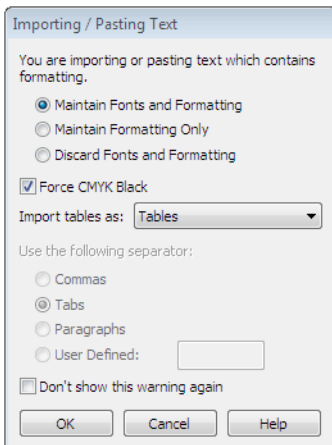 Importing / Pasting Text
You are importing or pasting text which contains
formatting.
Maintain Fonts and Formatting
Maintain Formatting Only
Discard Fonts and Formatting
Force CMYK Black
Import tables as: Tables
Use the following separator:
Commas
Tabs
Paragraphs
User Defined:
Don't show this warning again
OK Cancel Help